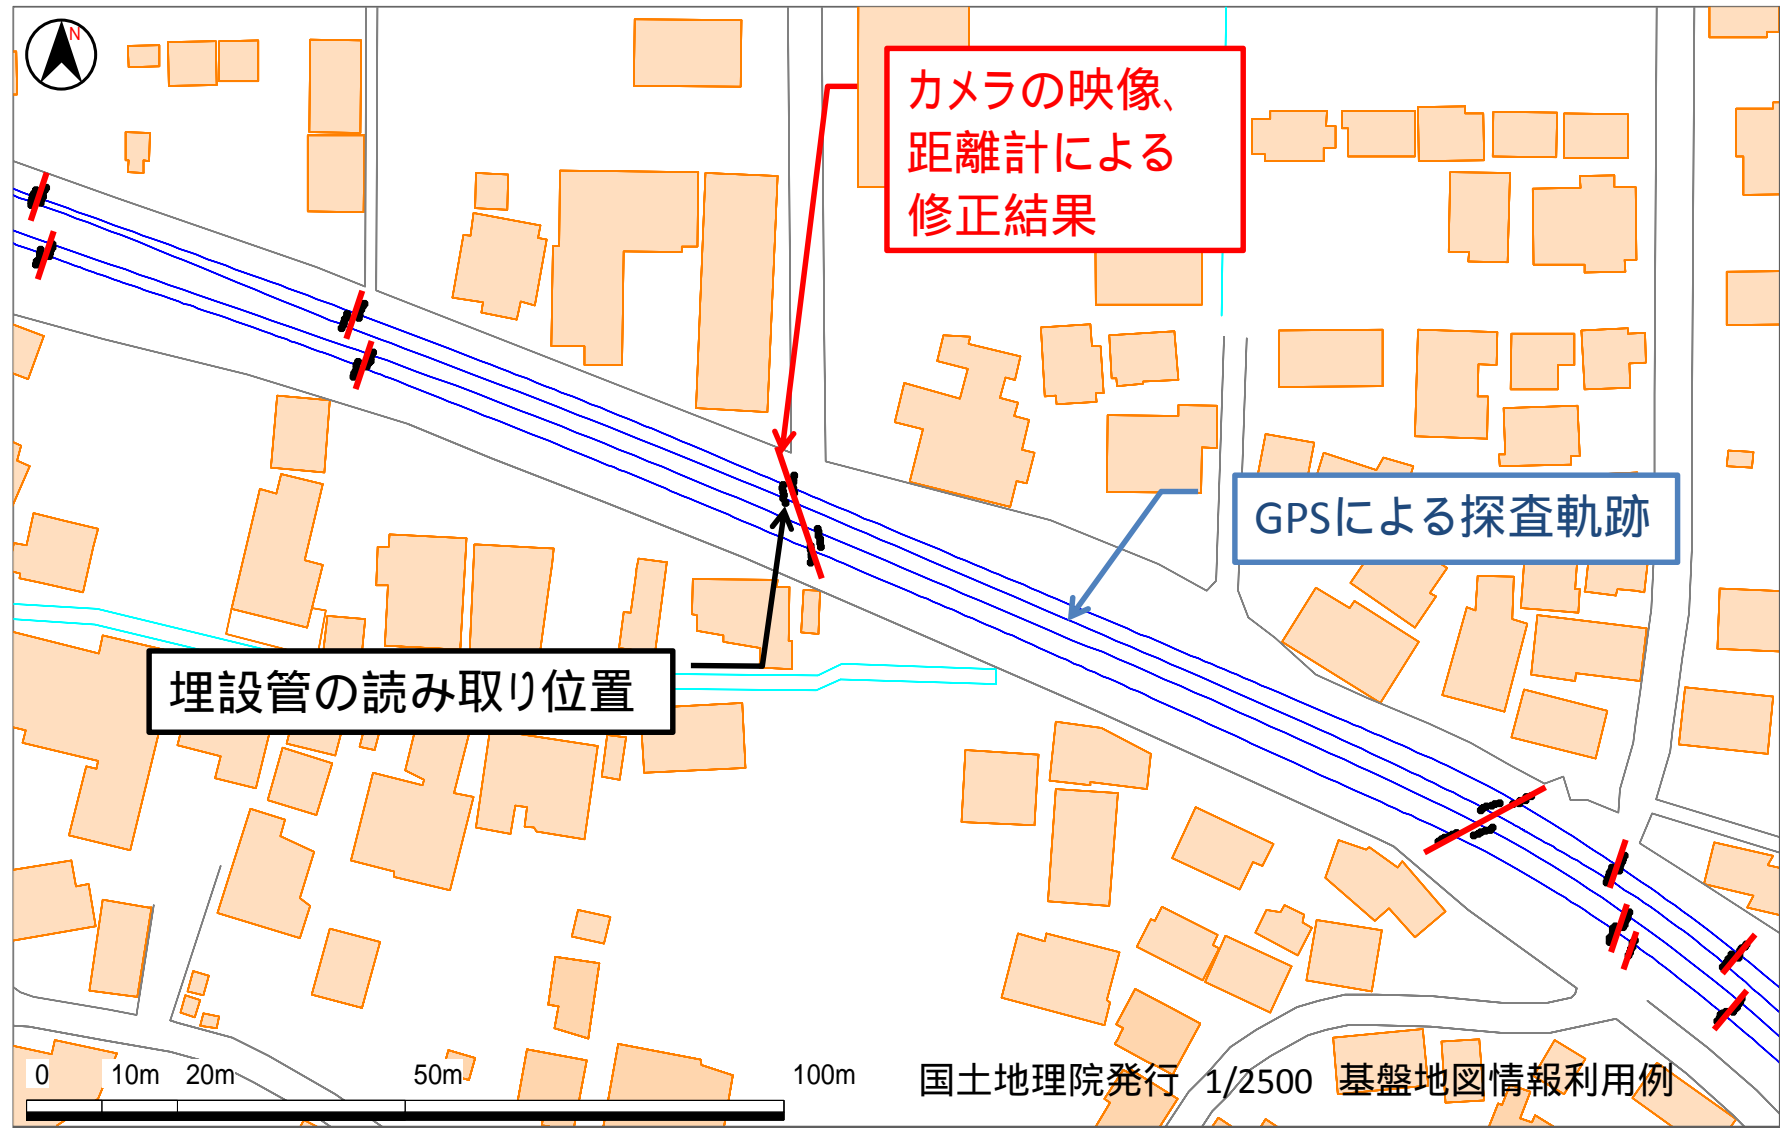 N
カメラの映像、
距離計による
修正結果
GPSによる探査軌跡
埋設管の読み取り位置
0 10m 20m 50m 100m
国土地理院発行 1/2500 基盤地図情報利用例